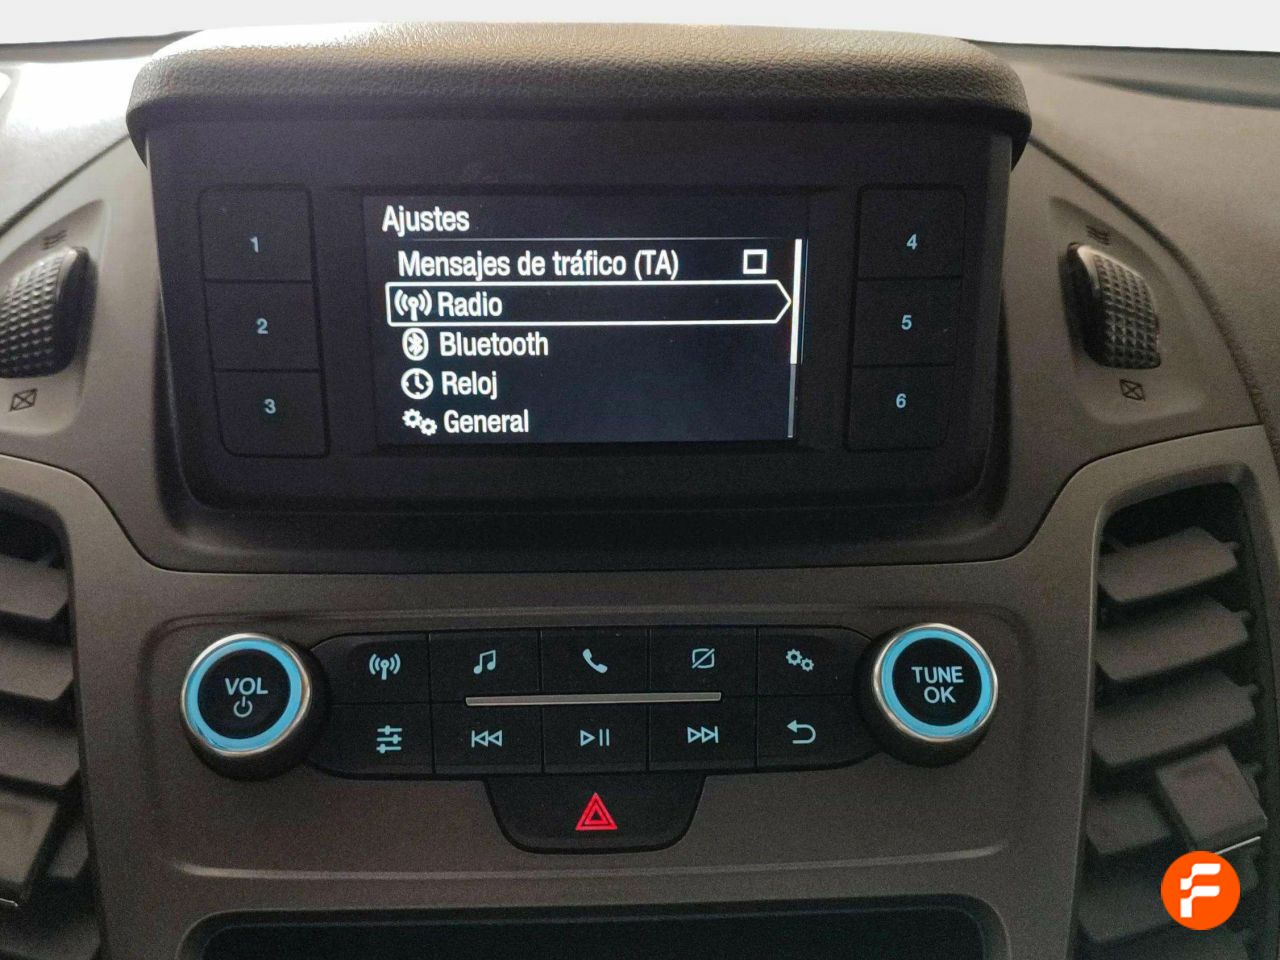 Ajustes
Mensajes de tráfico (TA)
Radio
Bluetooth
Reloj
General
1
2
3
4
5
6
VOL
TUNE
OK
F